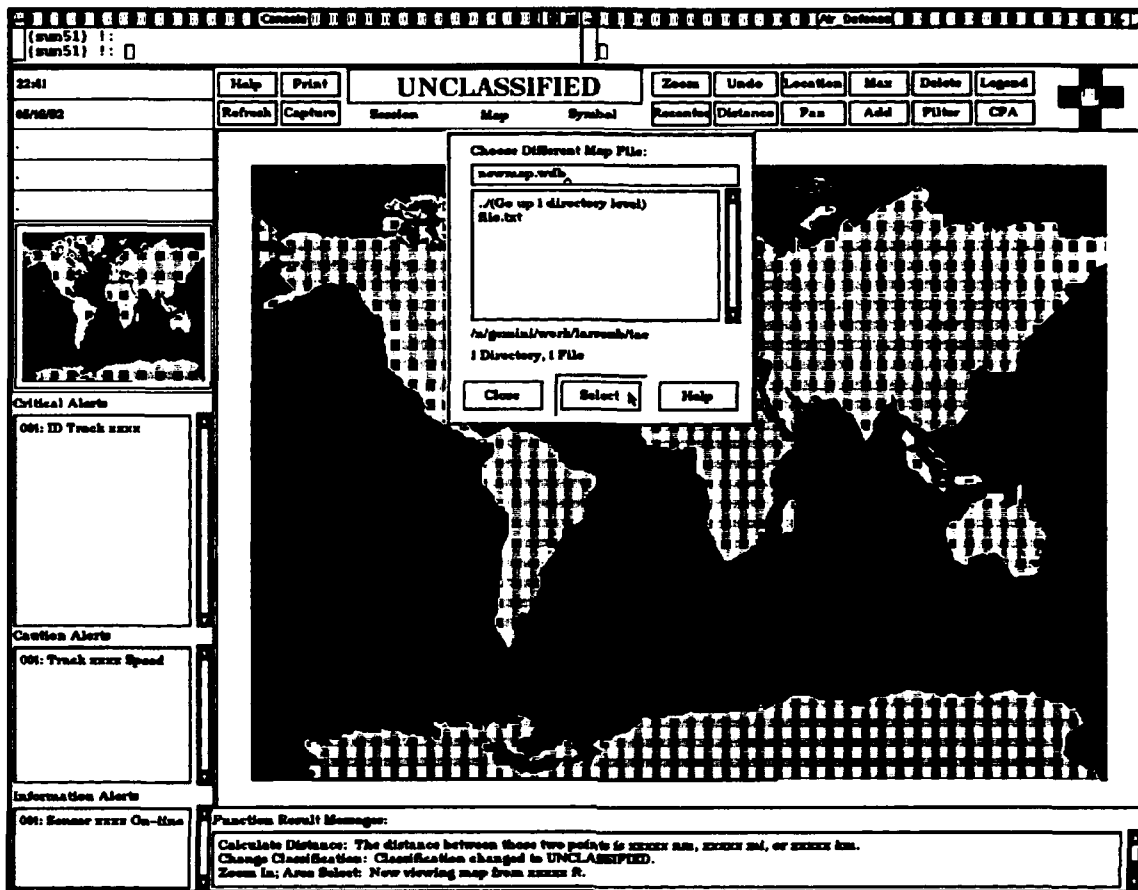 Console
Air Defense
{sun51} !:
{sun51} !:
22:41
05/16/92
Help
Print
UNCLASSIFIED
Zoom
Undo
Location
Max
Delete
Legend
Refresh
Capture
Session
Map
Symbol
Recenter
Distance
Pan
Add
Filter
CPA
Choose Different Map File:
newmap.wdb
../(Go up 1 directory level)
file.txt
1 Directory, 1 File
Close
Select
Help
Critical Alerts
001: ID Track xxxx
Caution Alerts
001: Track xxxx Speed
Information Alerts
001: Sensor xxxx On-line
Function Result Messages:
Calculate Distance: The distance between these two points is xxxxx nm, xxxxx mi, or xxxxx km.
Change Classification: Classification changed to UNCLASSIFIED.
Zoom In; Area Select: Now viewing map from xxxxx ft.